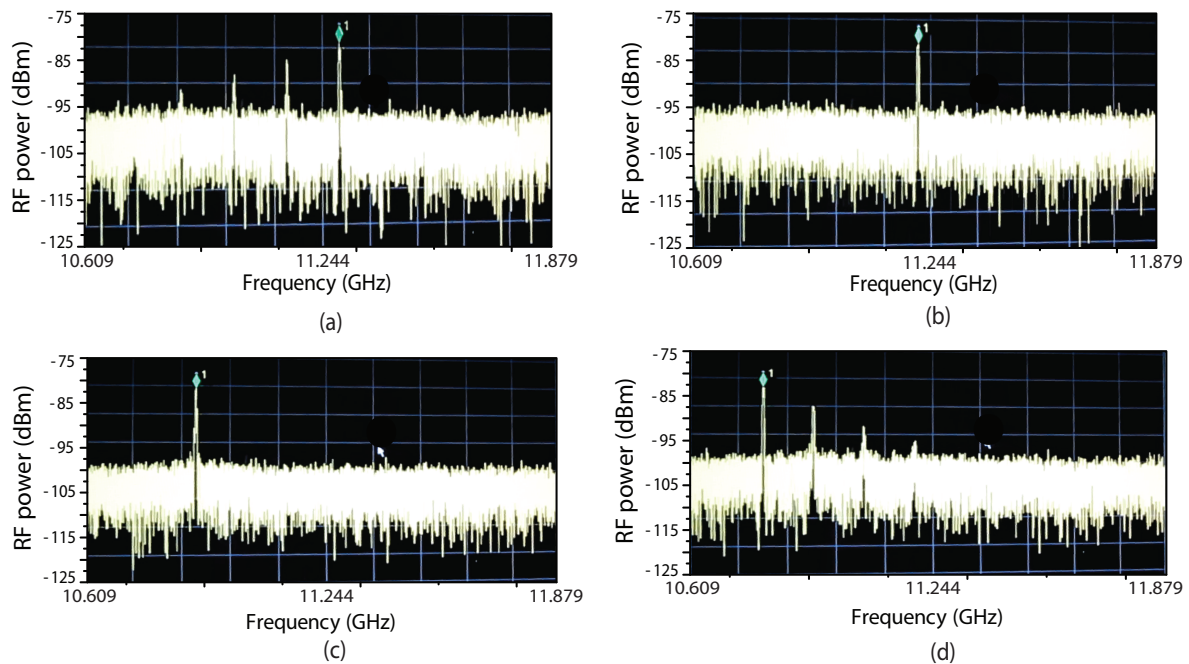 -75
-85
-95
-105
-115
-125
RF power (dBm)
1
10.609 11.244 11.879
Frequency (GHz)
(a)
-75
-85
-95
-105
-115
-125
RF power (dBm)
1
10.609 11.244 11.879
Frequency (GHz)
(b)
-75
-85
-95
-105
-115
-125
RF power (dBm)
1
10.609 11.244 11.879
Frequency (GHz)
(c)
-75
-85
-95
-105
-115
-125
RF power (dBm)
1
10.609 11.244 11.879
Frequency (GHz)
(d)